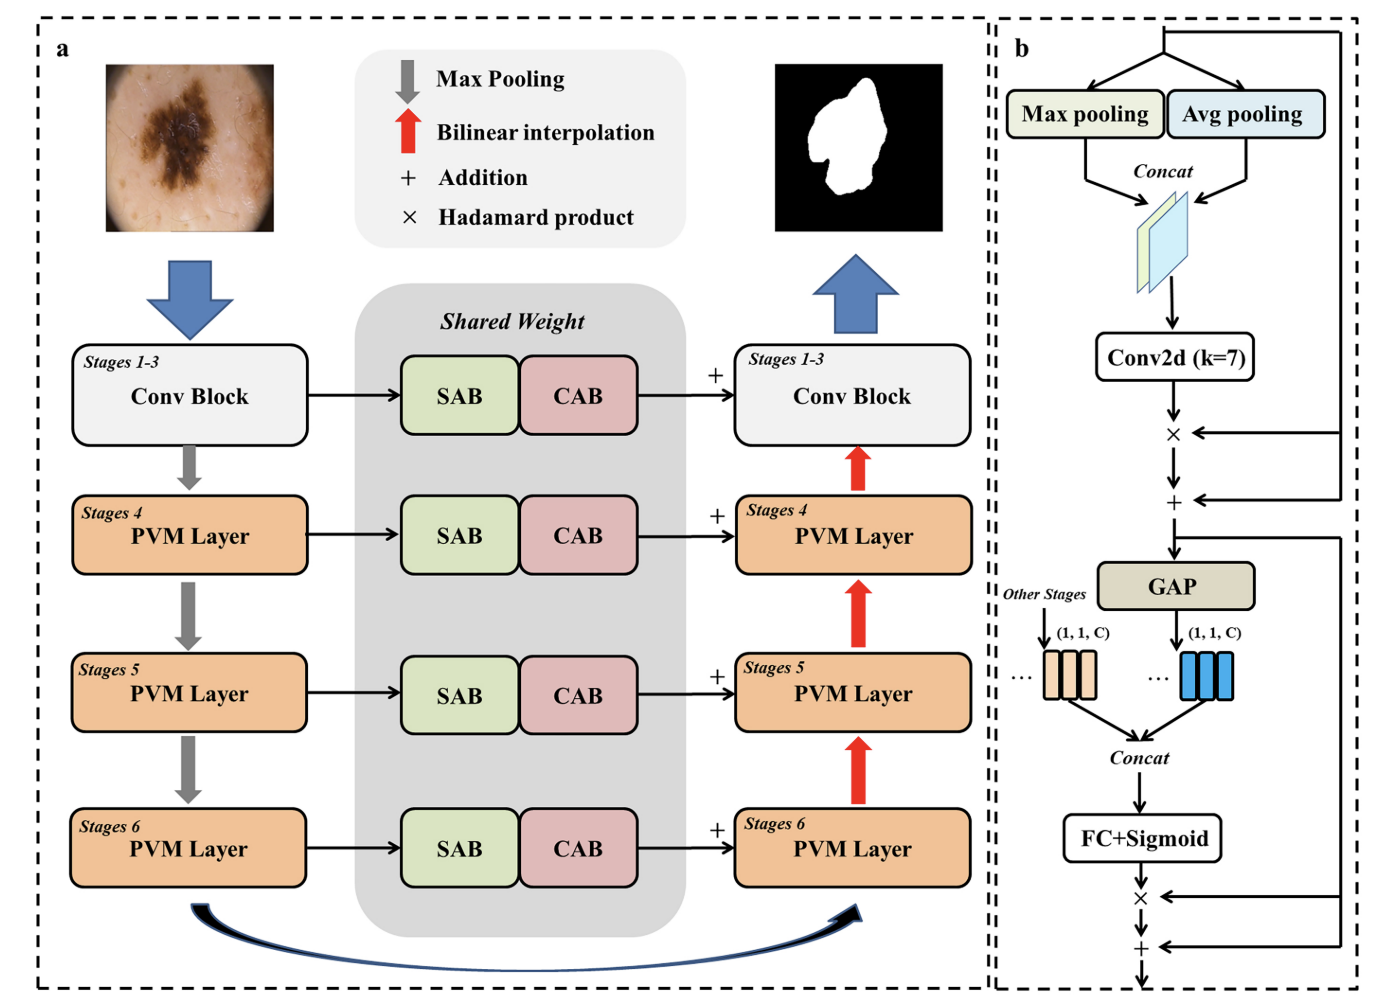 a
Max Pooling
Bilinear interpolation
+ Addition
× Hadamard product
Shared Weight
Stages 1-3
Conv Block
SAB
CAB
+
Stages 1-3
Conv Block
Stages 4
PVM Layer
SAB
CAB
+
Stages 4
PVM Layer
Stages 5
PVM Layer
SAB
CAB
+
Stages 5
PVM Layer
Stages 6
PVM Layer
SAB
CAB
+
Stages 6
PVM Layer
b
Max pooling
Avg pooling
Concat
Conv2d (k=7)
×
+
GAP
Other Stages
(1, 1, C)
(1, 1, C)
...
...
Concat
FC+Sigmoid
×
+